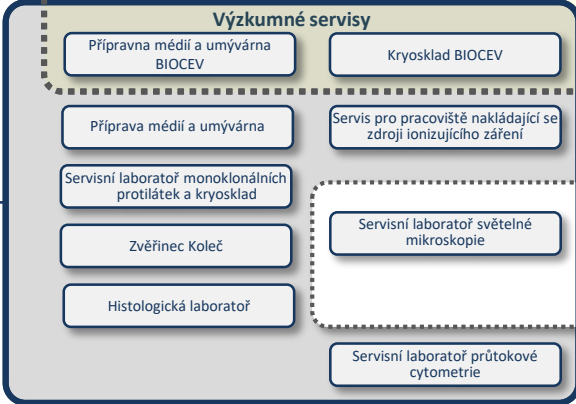 Výzkumné servisy
Přípravna médií a umývárna
BIOCEV
Kryosklad BIOCEV
Příprava médií a umývárna
Servis pro pracoviště nakládající se
zdroji ionizujícího záření
Servisní laboratoř monoklonálních
protilátek a kryosklad
Servisní laboratoř světelné
mikroskopie
Zvěřinec Koleč
Histologická laboratoř
Servisní laboratoř průtokové
cytometrie